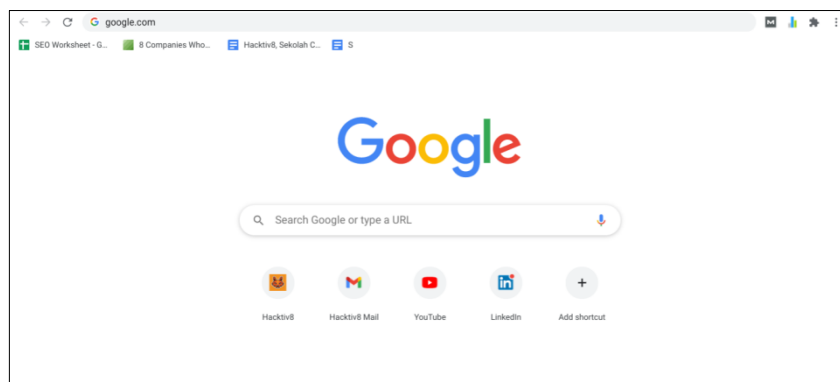 google.com
SEO Worksheet - G... 8 Companies Who... Hacktiv8, Sekolah C... S
Google
Search Google or type a URL
Hacktiv8 Hacktiv8 Mail YouTube LinkedIn Add shortcut